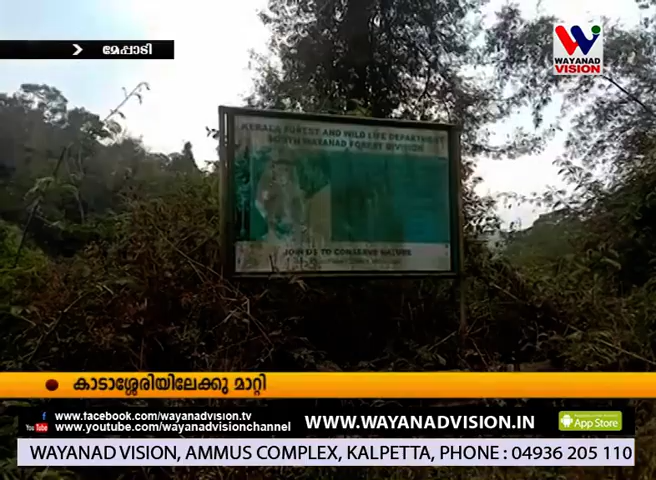 മേപ്പാടി
WAYANAD
VISION
KERALA FOREST AND WILD LIFE DEPARTMENT
SOUTH WAYANAD FOREST DIVISION
JOIN US TO CONSERVE NATURE
കാടാശ്ശേരിയിലേക്കു മാറ്റി
www.facebook.com/wayanadvision.tv
You Tube www.youtube.com/wayanadvisionchannel
WWW.WAYANADVISION.IN
App Store
WAYANAD VISION, AMMUS COMPLEX, KALPETTA, PHONE : 04936 205 110